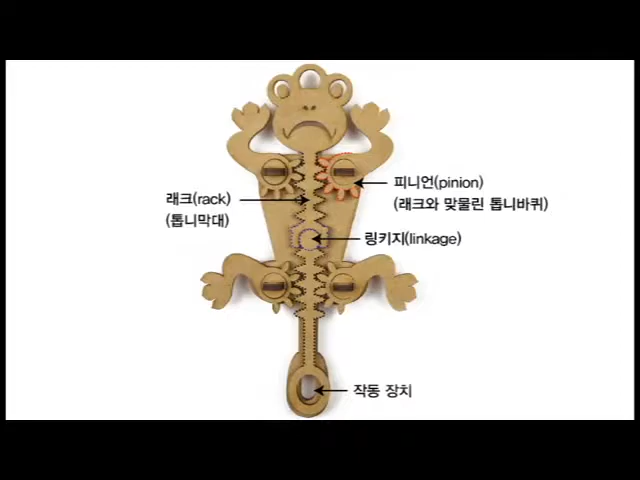 피니언(pinion)
(래크와 맞물린 톱니바퀴)
래크(rack)
(톱니막대)
링키지(linkage)
작동 장치